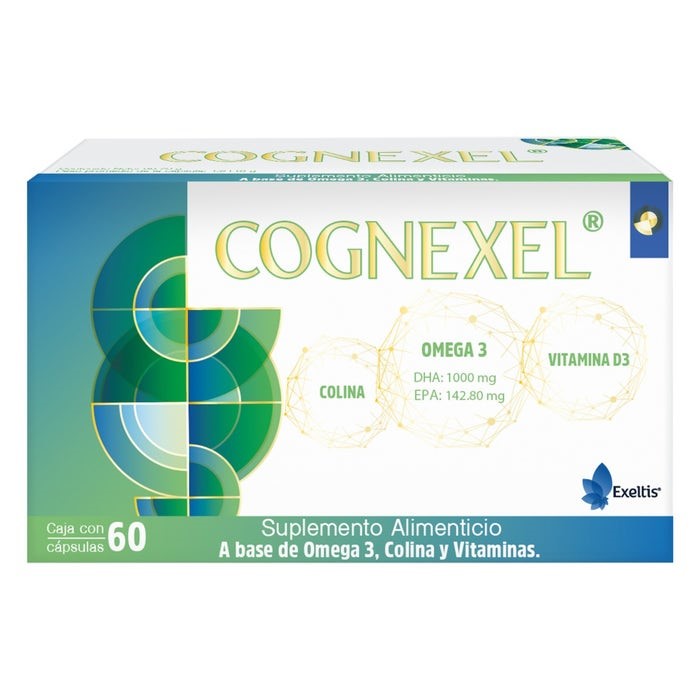 COGNEXEL®
Suplemento Alimenticio
A base de Omega 3, Colina y Vitaminas.
COGNEXEL®
COLINA
OMEGA 3
DHA: 1000 mg
EPA: 142.80 mg
VITAMINA D3
Exeltis®
Caja con
cápsulas 60
Suplemento Alimenticio
A base de Omega 3, Colina y Vitaminas.